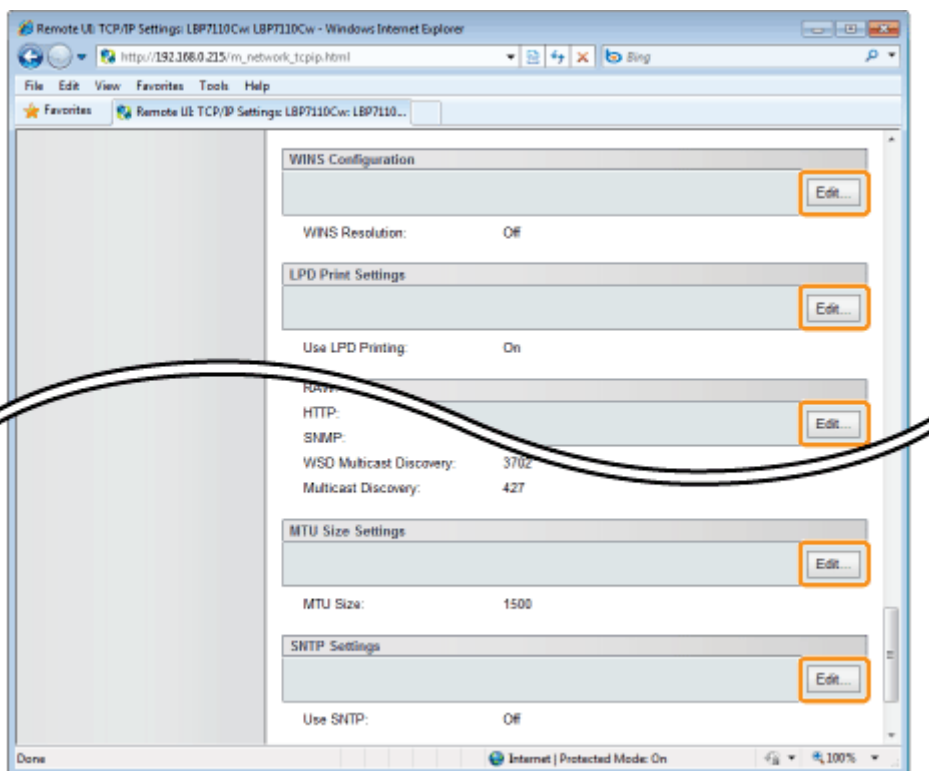 Remote UI: TCP/IP Settings: LBP7110Cw: LBP7110Cw - Windows Internet Explorer
http://192.168.0.215/m_network_tcpip.html
Bing
File Edit View Favorites Tools Help
Favorites Remote UI: TCP/IP Settings: LBP7110Cw: LBP7110...
WINS Configuration
Edit...
WINS Resolution: Off
LPD Print Settings
Edit...
Use LPD Printing: On
RAW:
HTTP:
Edit...
SNMP:
WSD Multicast Discovery: 3702
Multicast Discovery: 427
MTU Size Settings
Edit...
MTU Size: 1500
SNTP Settings
Edit...
Use SNTP: Off
Done Internet | Protected Mode: On 100%